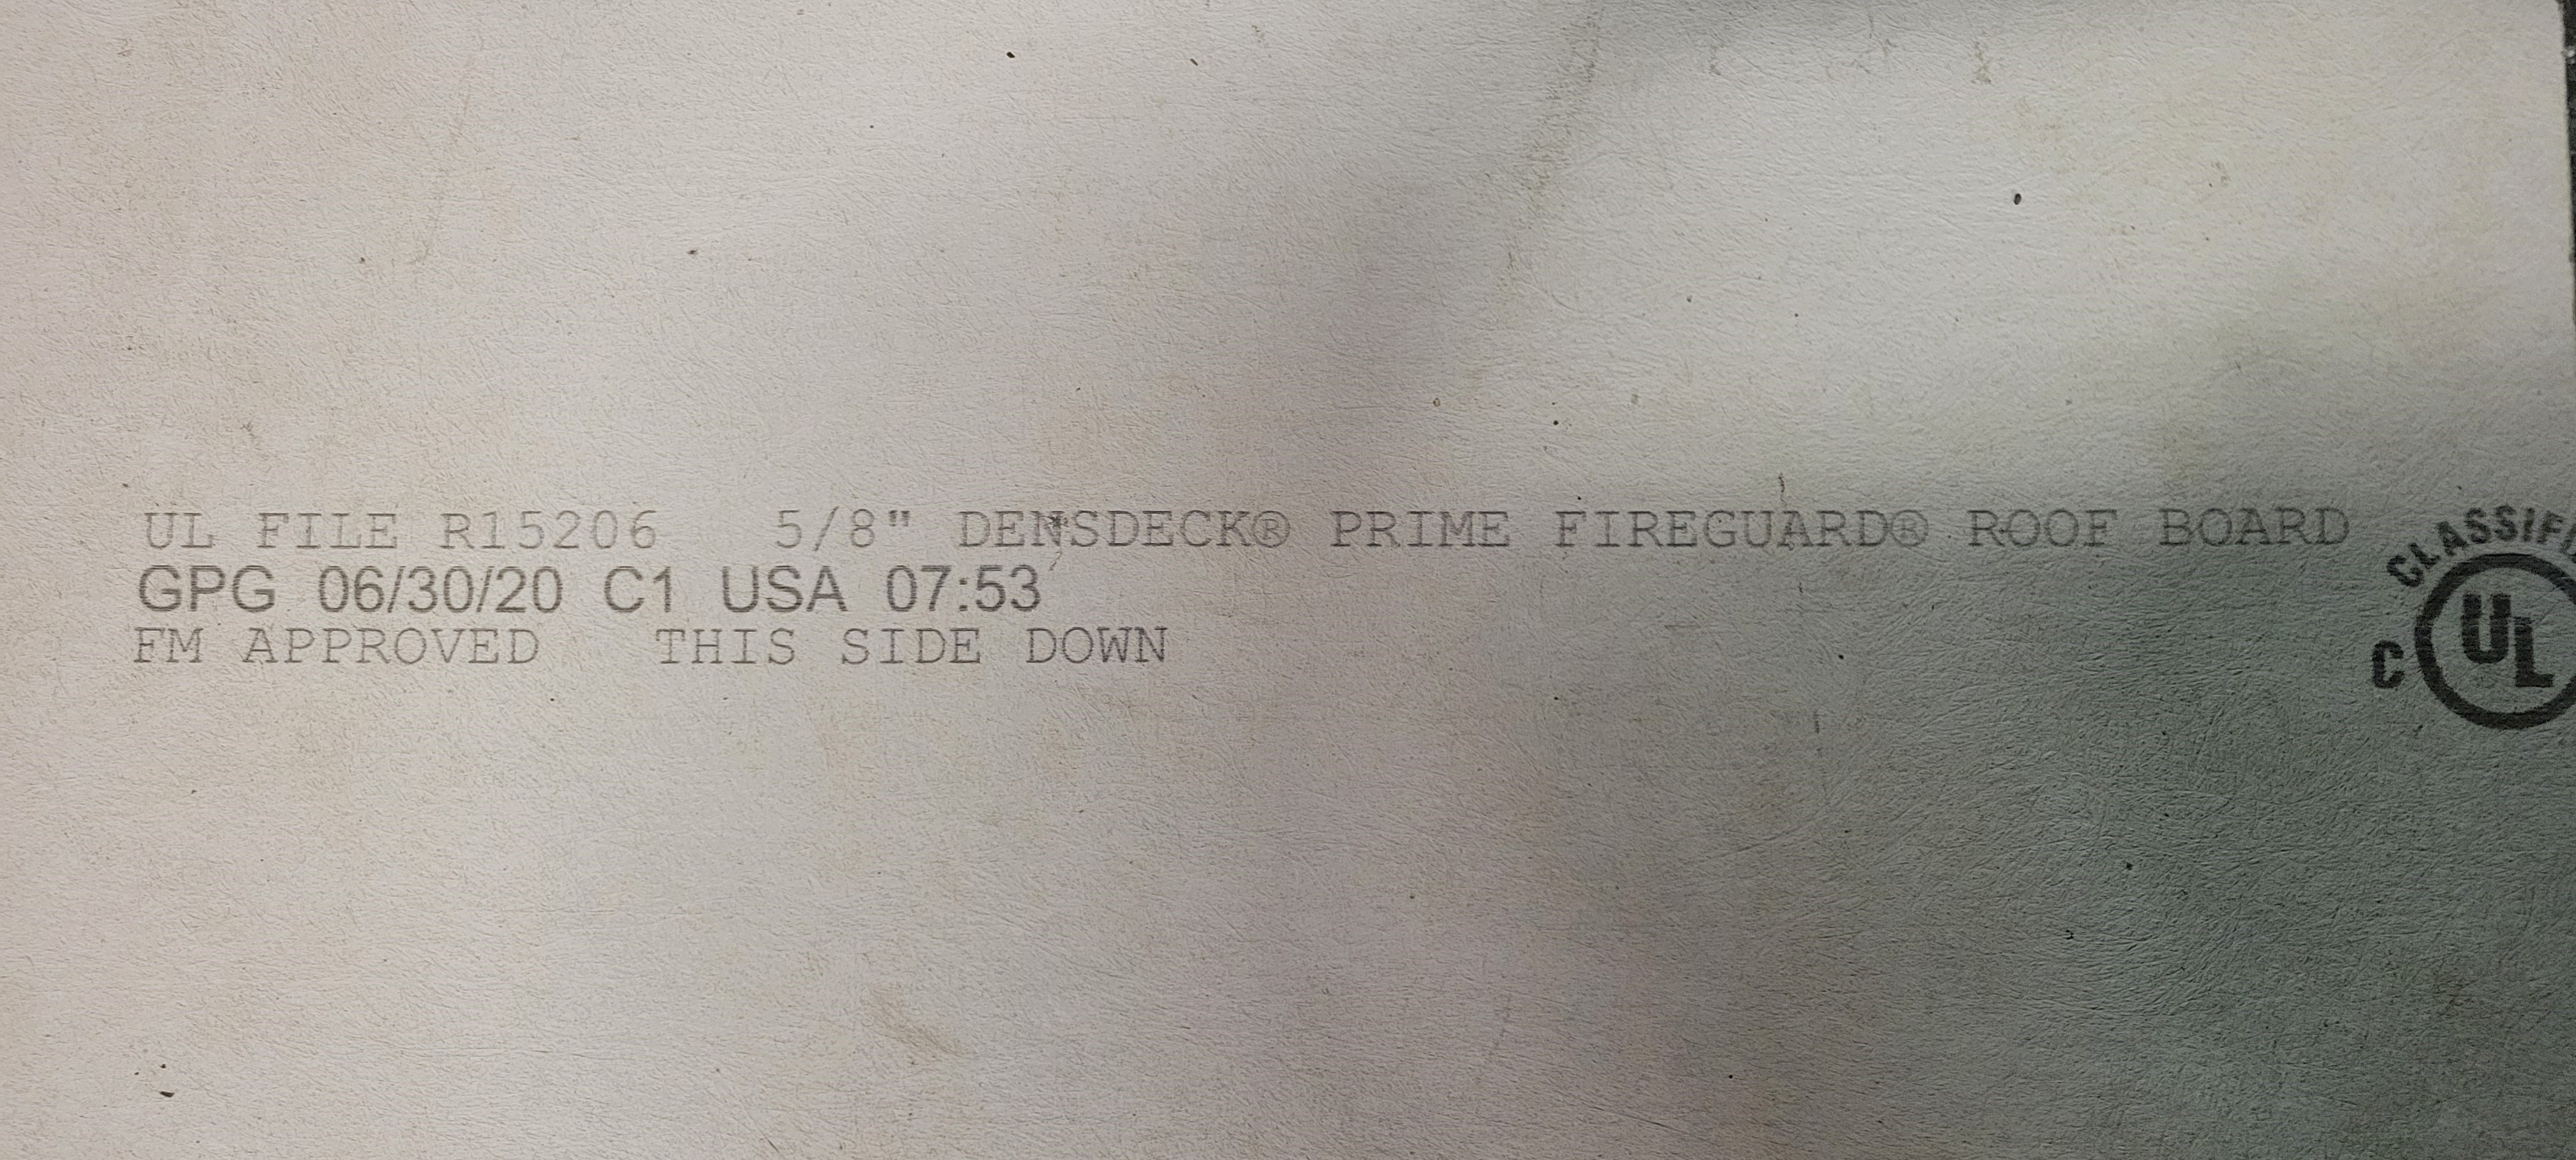 UL FILE R15206 5/8" DENSDECK® PRIME FIREGUARD® ROOF BOARD
GPG 06/30/20 C1 USA 07:53
FM APPROVED THIS SIDE DOWN
C UL